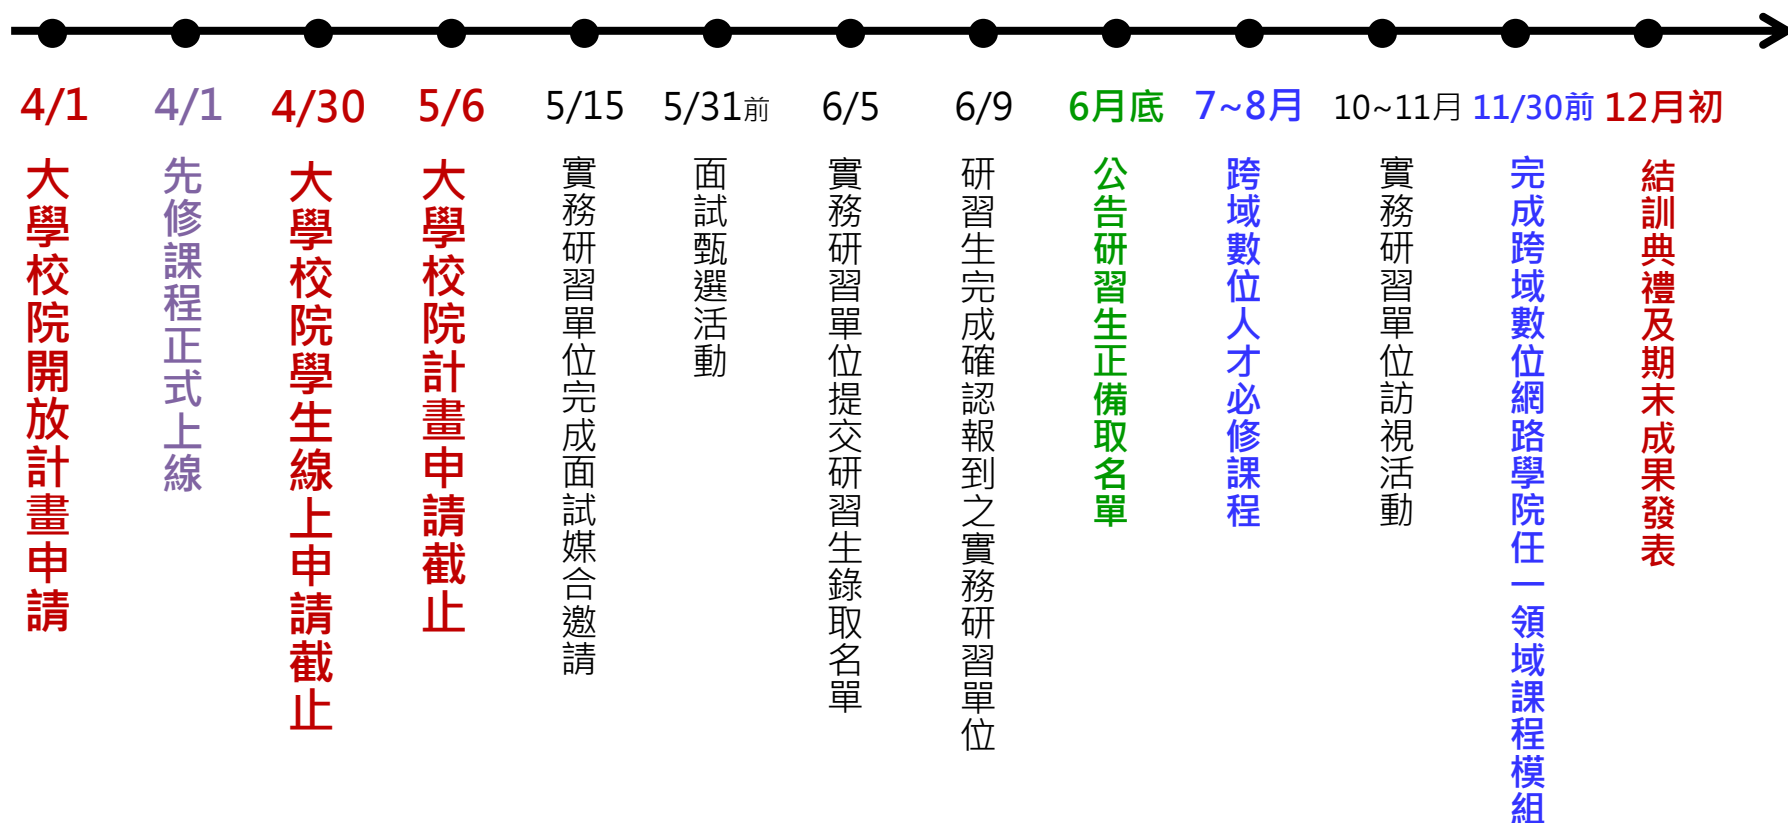 4/1
大學校院開放計畫申請
4/1
先修課程正式上線
4/30
大學校院學生線上申請截止
5/6
大學校院計畫申請截止
5/15
實務研習單位完成面試媒合邀請
5/31前
面試甄選活動
6/5
實務研習單位提交研習生錄取名單
6/9
研習生完成確認報到之實務研習單位
6月底
公告研習生正備取名單
7~8月
跨域數位人才必修課程
10~11月
實務研習單位訪視活動
11/30前
完成跨域數位網路學院任一領域課程模組
12月初
結訓典禮及期末成果發表